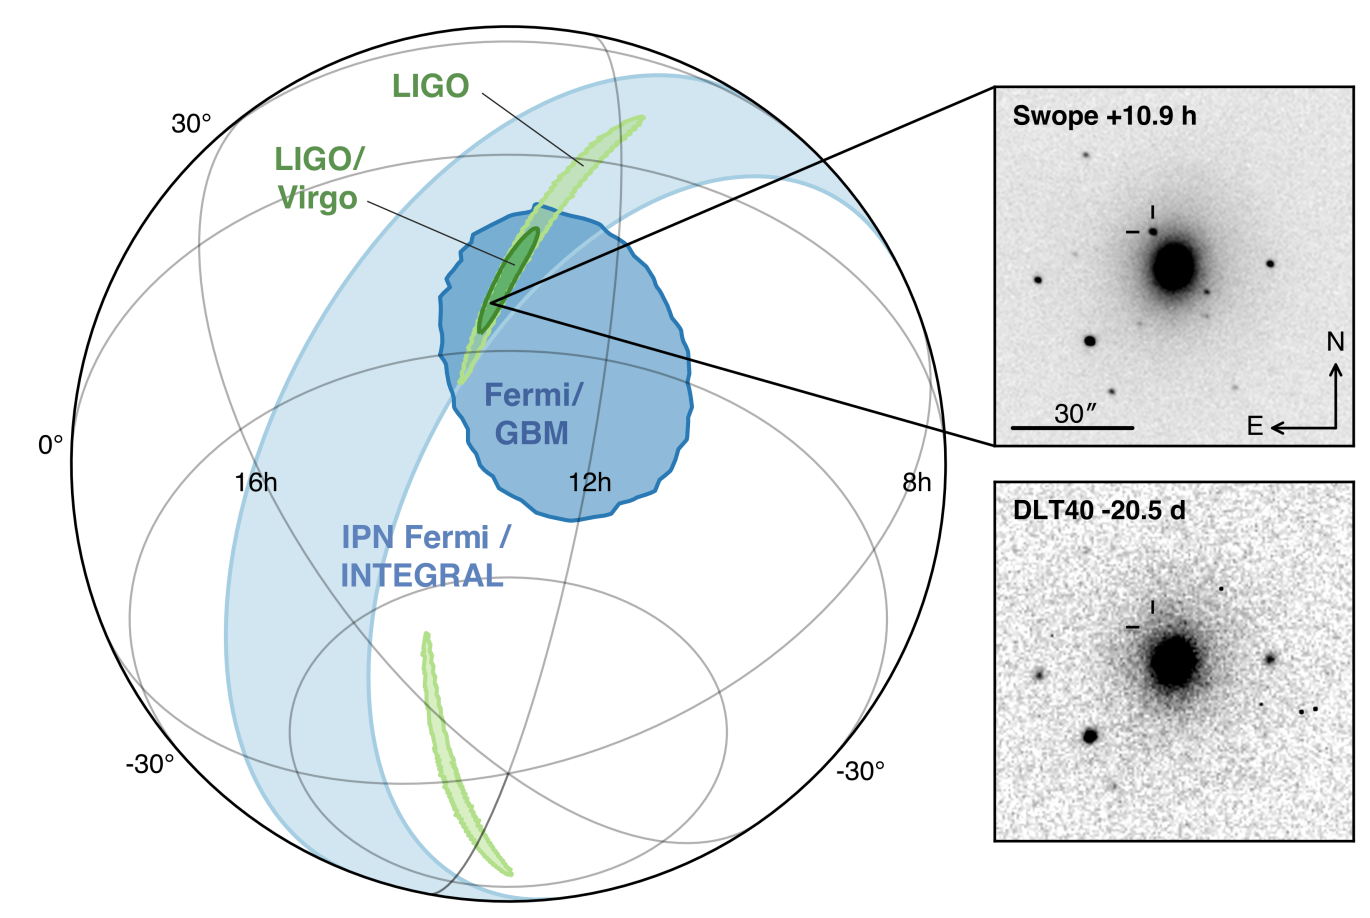 LIGO
30°
LIGO/
Virgo
Fermi/
GBM
0°
16h
12h
8h
IPN Fermi /
INTEGRAL
-30°
-30°
Swope +10.9 h
N
30″
E
DLT40 -20.5 d